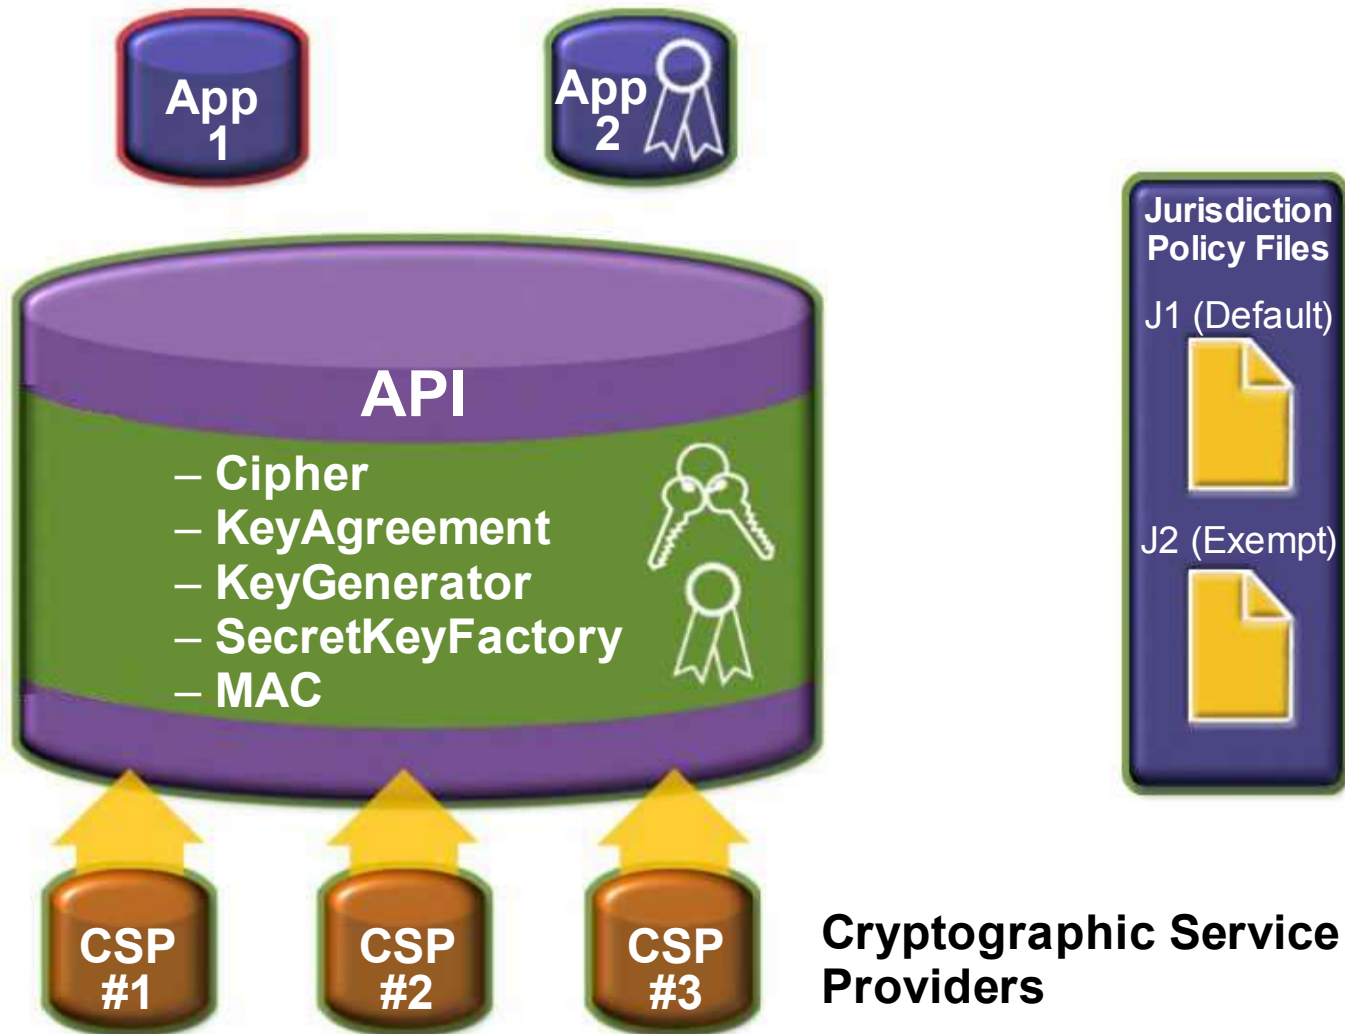 App
1
App
2
Jurisdiction
Policy Files
J1 (Default)
J2 (Exempt)
API
– Cipher
– KeyAgreement
– KeyGenerator
– SecretKeyFactory
– MAC
CSP
#1
CSP
#2
CSP
#3
Cryptographic Service
Providers